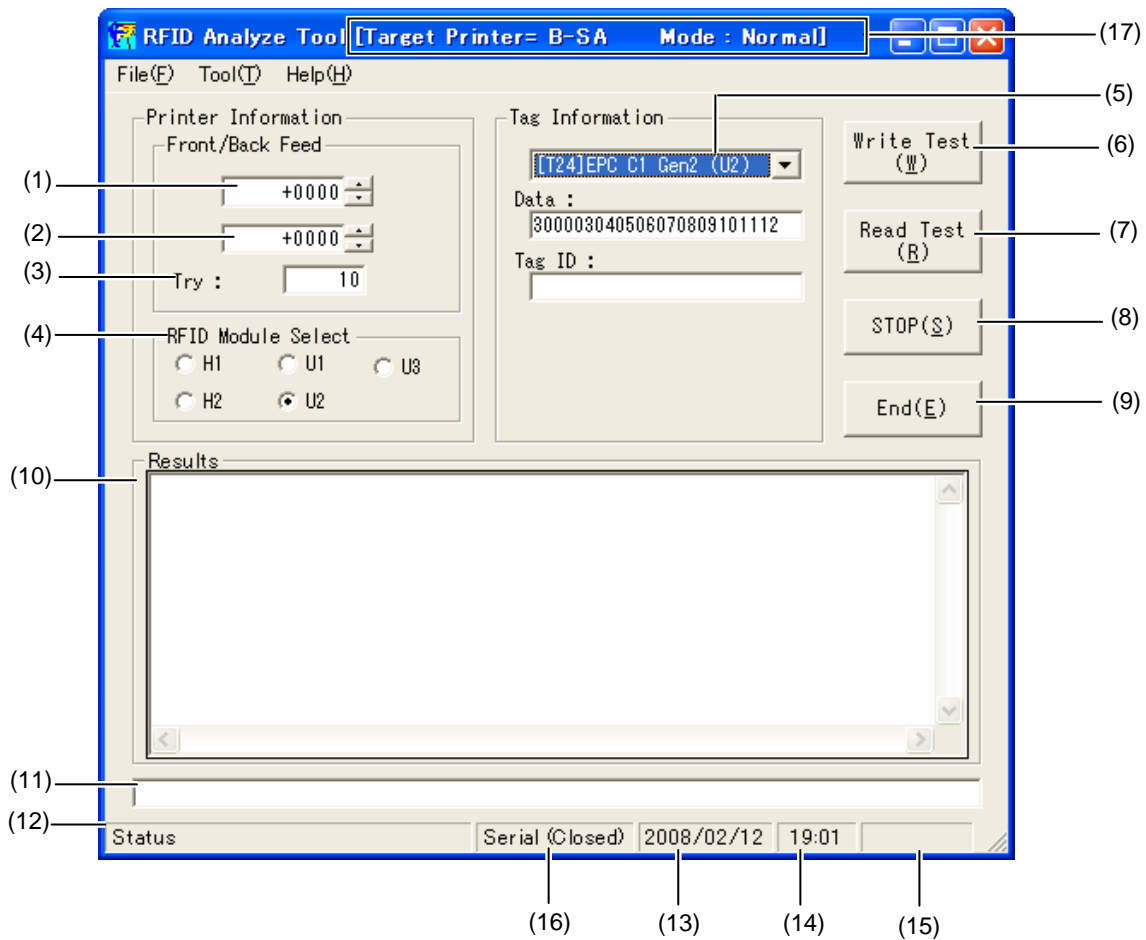 RFID Analyze Tool [Target Printer= B-SA Mode : Normal]
(17)
File(F) Tool(T) Help(H)
(5)
Printer Information
Tag Information
Front/Back Feed
[T24]EPC C1 Gen2 (U2)
Write Test
(W)
(6)
(1)
+0000
Data :
300003040506070809101112
(2)
+0000
Read Test
(R)
(7)
Tag ID :
(3)
Try :
10
(4)
RFID Module Select
STOP(S)
(8)
H1 U1 U3
H2 U2
End(E)
(9)
Results
(10)
(11)
(12)
Status
Serial (Closed)
2008/02/12
19:01
(16)
(13)
(14)
(15)